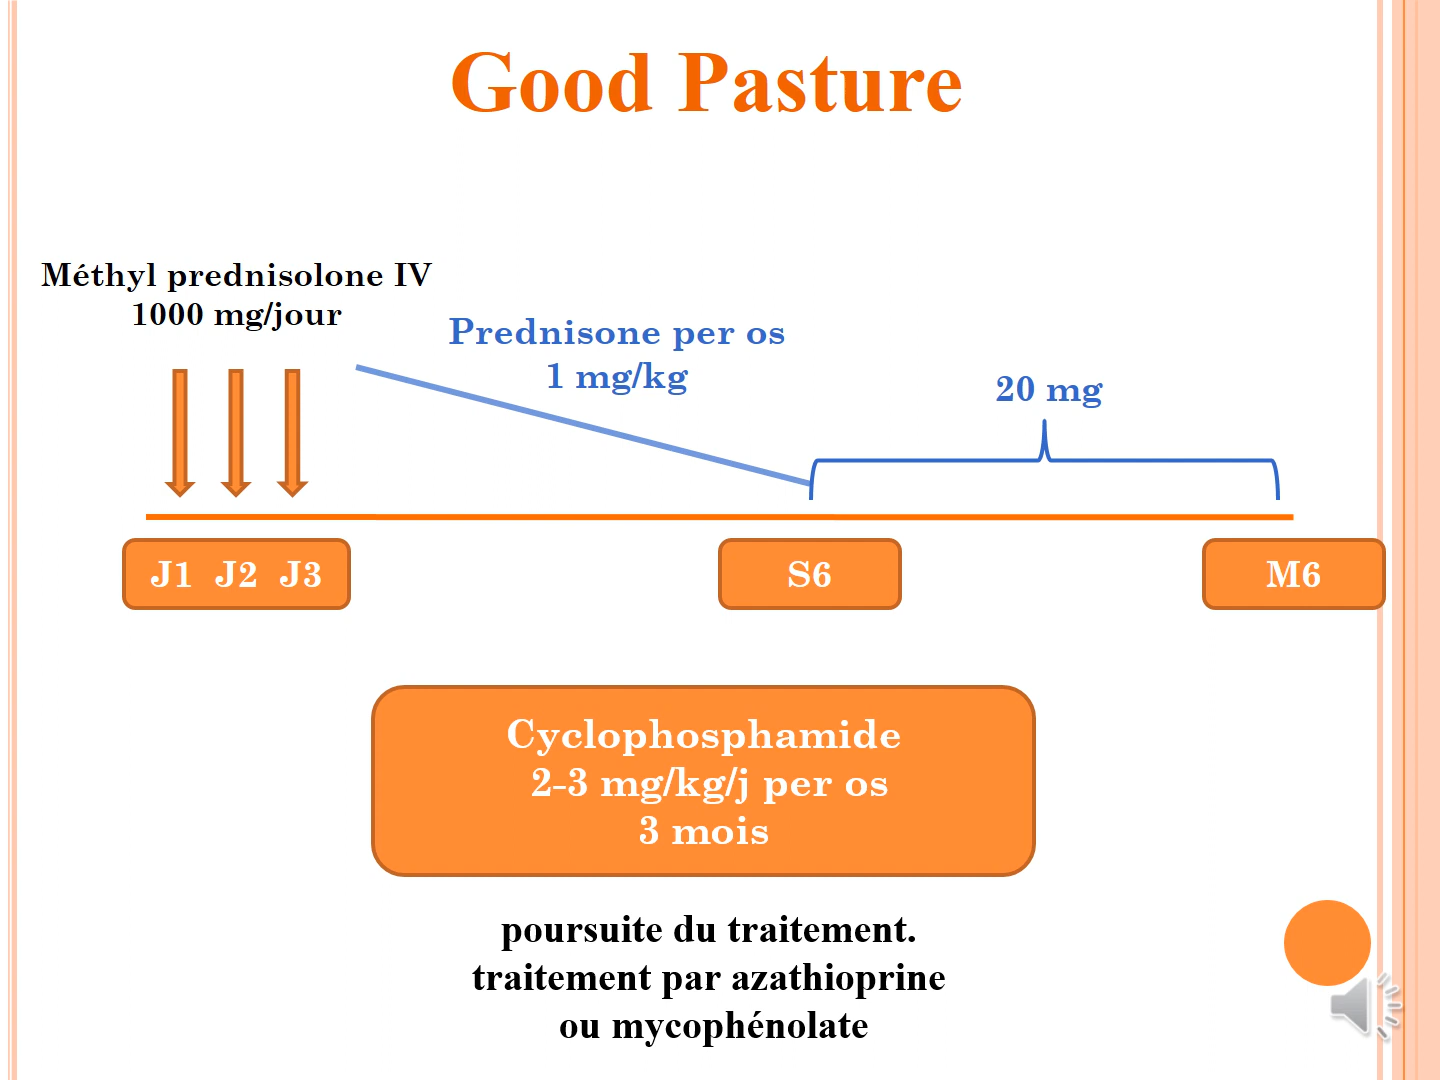 Good Pasture
Méthyl prednisolone IV
1000 mg/jour
Prednisone per os
1 mg/kg
20 mg
J1 J2 J3
S6
M6
Cyclophosphamide
2-3 mg/kg/j per os
3 mois
poursuite du traitement.
traitement par azathioprine
ou mycophénolate